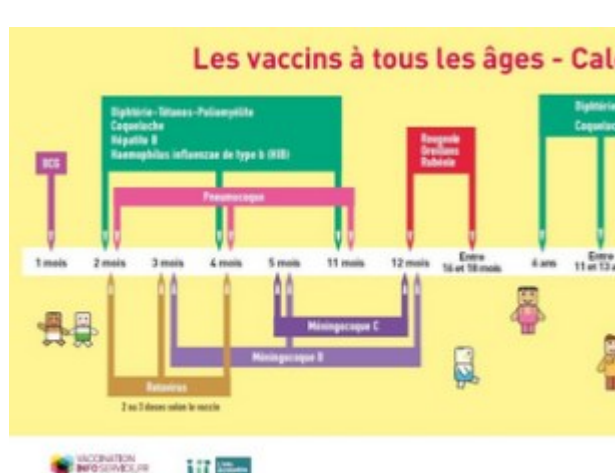 Les vaccins à tous les âges - Cal
Diphtérie-Tétanos-Poliomyélite
Coqueluche
Hépatite B
Haemophilus influenzae de type b (HIB)
Diphtérie
Coqueluc
BCG
Rougeole
Oreillons
Rubéole
Pneumocoque
1 mois
2 mois
3 mois
4 mois
5 mois
11 mois
12 mois
Entre
16 et 18 mois
6 ans
Entre
11 et 13 a
Méningocoque C
Méningocoque B
Rotavirus
2 ou 3 doses selon le vaccin
VACCINATION
INFOSERVICE.FR